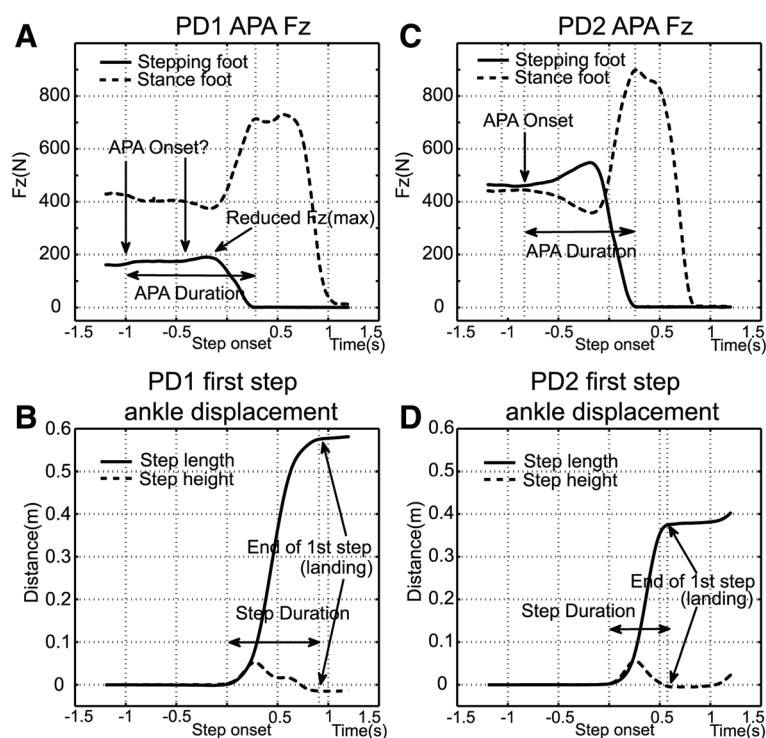 A
PD1 APA Fz
Stepping foot
Stance foot
800
600
400
200
0
Fz(N)
APA Onset?
Reduced Fz(max)
APA Duration
-1.5
-1
-0.5
0.5
1
1.5
Step onset
Time(s)
C
PD2 APA Fz
Stepping foot
Stance foot
800
600
400
200
0
Fz(N)
APA Onset
APA Duration
-1.5
-1
-0.5
0.5
1
1.5
Step onset
Time(s)
B
PD1 first step
ankle displacement
0.6
0.5
0.4
0.3
0.2
0.1
0
Distance(m)
Step length
Step height
End of 1st step
(landing)
Step Duration
-1.5
-1
-0.5
0.5
1
1.5
Step onset
Time(s)
D
PD2 first step
ankle displacement
0.6
0.5
0.4
0.3
0.2
0.1
0
Distance(m)
Step length
Step height
End of 1st step
(landing)
Step Duration
-1.5
-1
-0.5
0.5
1
1.5
Step onset
Time(s)